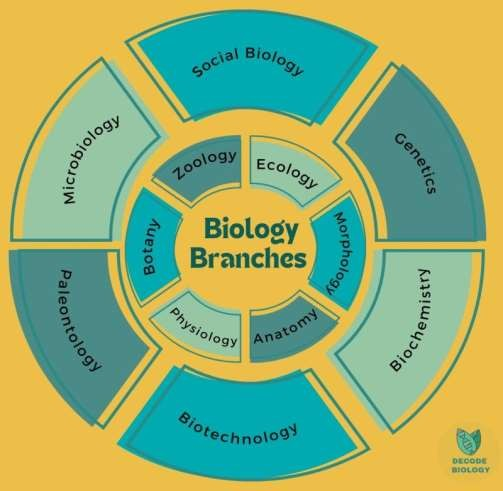 Biology
Branches
Social Biology
Genetics
Biochemistry
Biotechnology
Paleontology
Microbiology
Zoology
Ecology
Morphology
Anatomy
Physiology
Botany
DECODE
BIOLOGY